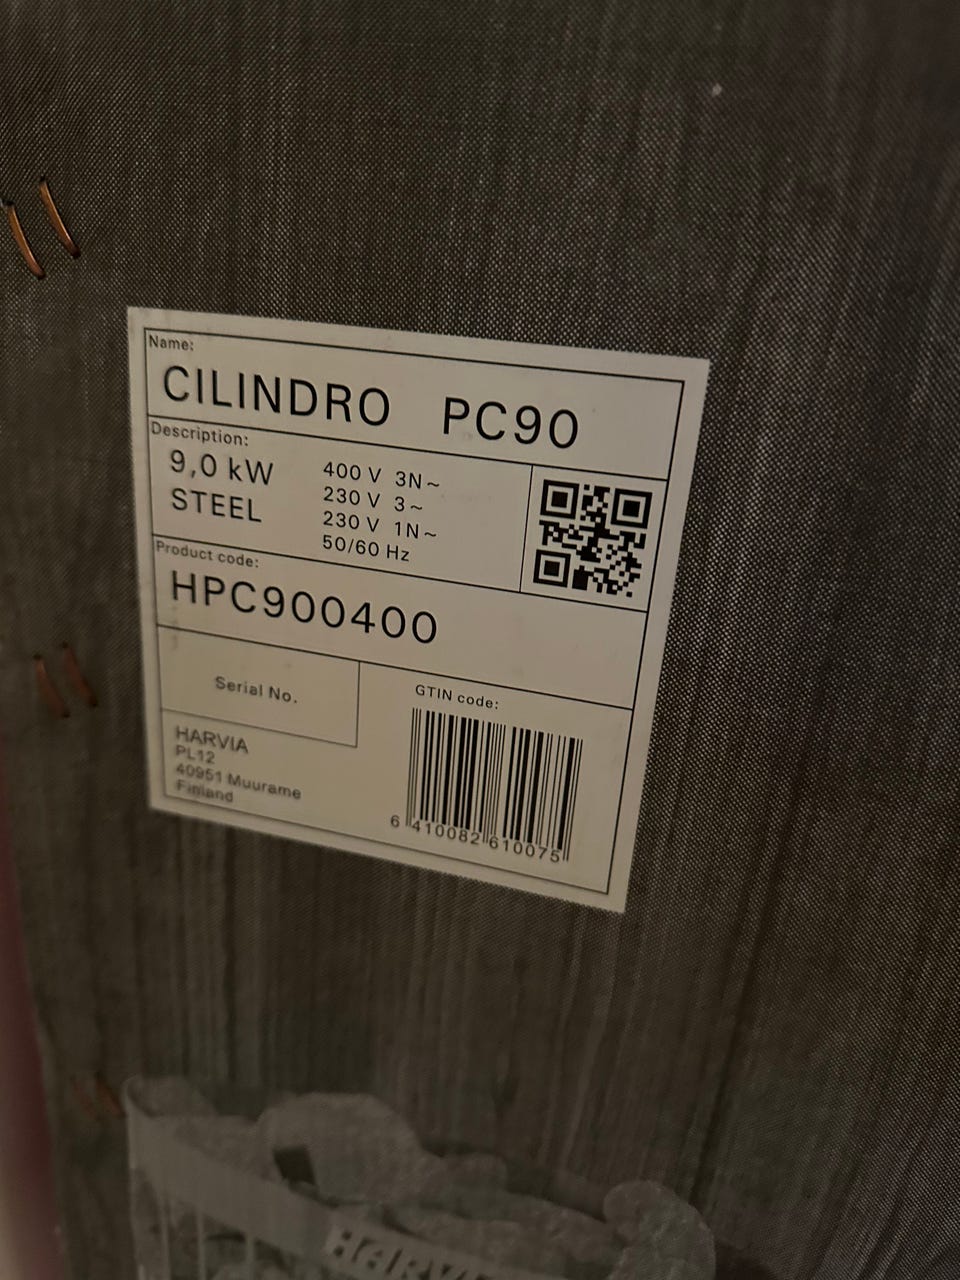 Name:
CILINDRO PC90
Description:
9,0 kW
STEEL
400 V 3N~
230 V 3~
230 V 1N~
50/60 Hz
Product code:
HPC900400
Serial No.
GTIN code:
HARVIA
PL12
40951 Muurame
Finland
6 410082 610075
HARVIA